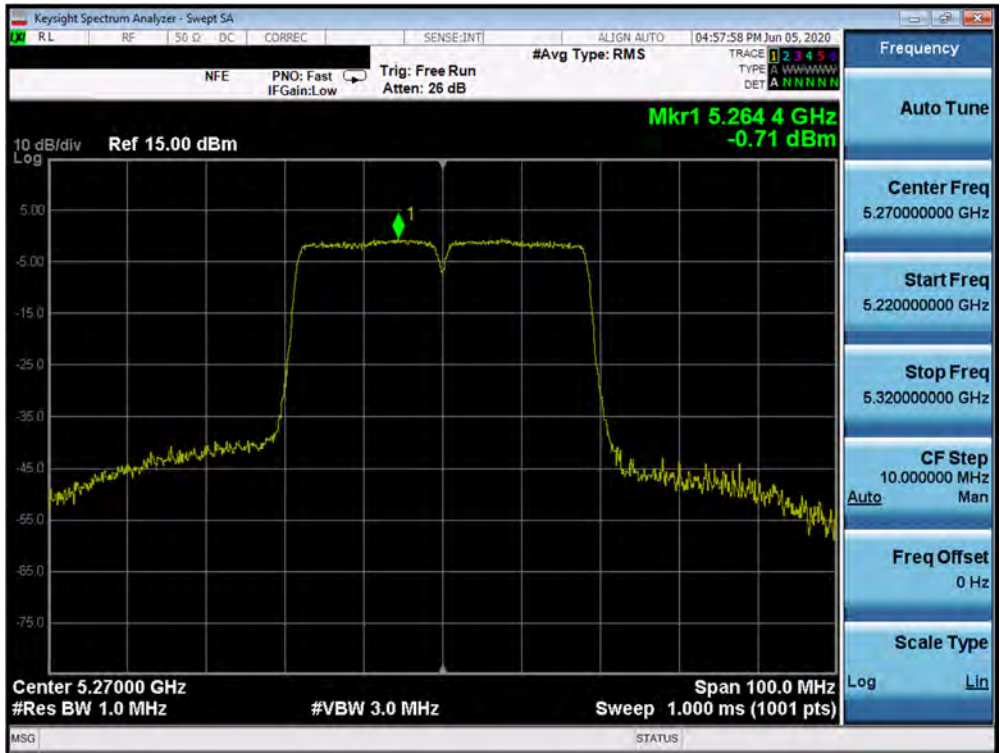 Keysight Spectrum Analyzer - Swept SA
LXI RL RF 50 Ω DC CORREC SENSE:INT ALIGN AUTO 04:57:58 PM Jun 05, 2020
#Avg Type: RMS
TRACE 1 2 3 4 5 6
TYPE A WWWWW
DET A N N N N N
NFE PNO: Fast Trig: Free Run
IFGain:Low Atten: 26 dB
Mkr1 5.264 4 GHz
-0.71 dBm
10 dB/div Ref 15.00 dBm
Log
1
5.00
-5.00
-15.0
-25.0
-35.0
-45.0
-55.0
-65.0
-75.0
Center 5.27000 GHz Span 100.0 MHz
#Res BW 1.0 MHz #VBW 3.0 MHz Sweep 1.000 ms (1001 pts)
MSG STATUS
Frequency
Auto Tune
Center Freq
5.270000000 GHz
Start Freq
5.220000000 GHz
Stop Freq
5.320000000 GHz
CF Step
10.000000 MHz
Auto Man
Freq Offset
0 Hz
Scale Type
Log Lin